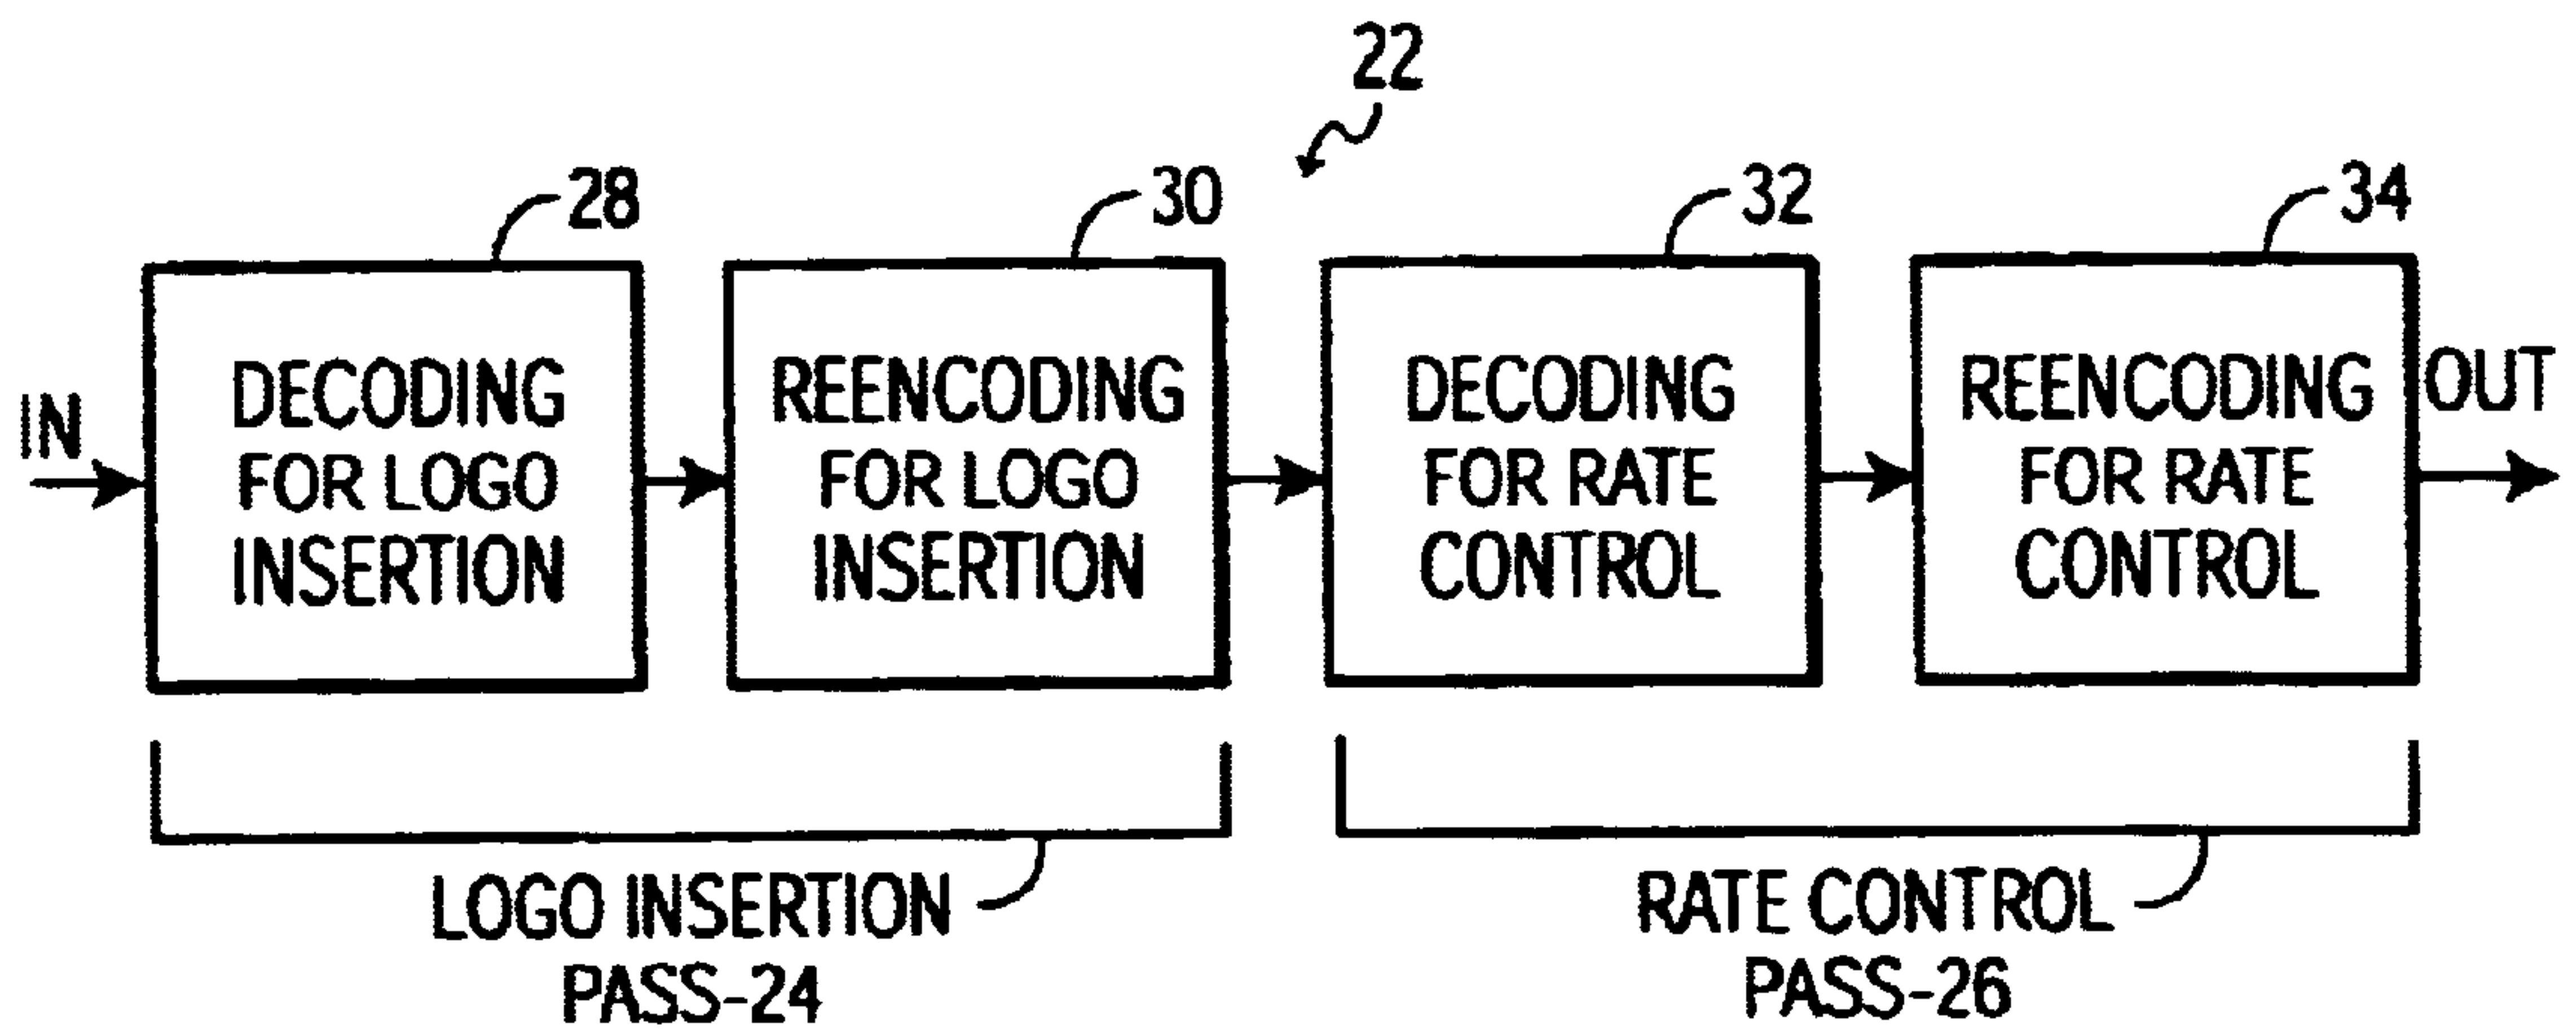 22
28
30
32
34
IN
DECODING
FOR LOGO
INSERTION
REENCODING
FOR LOGO
INSERTION
DECODING
FOR RATE
CONTROL
REENCODING
FOR RATE
CONTROL
OUT
LOGO INSERTION
PASS-24
RATE CONTROL
PASS-26